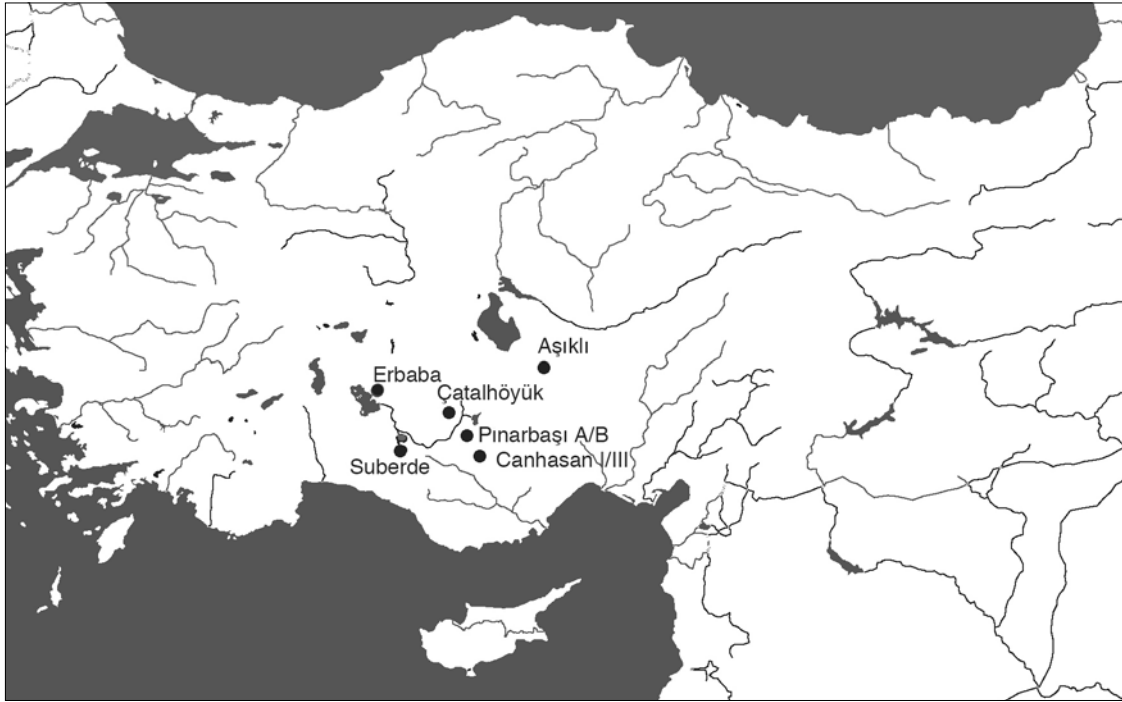 Aşıklı
Erbaba
Çatalhöyük
Pınarbaşı A/B
Suberde
Canhasan I/III